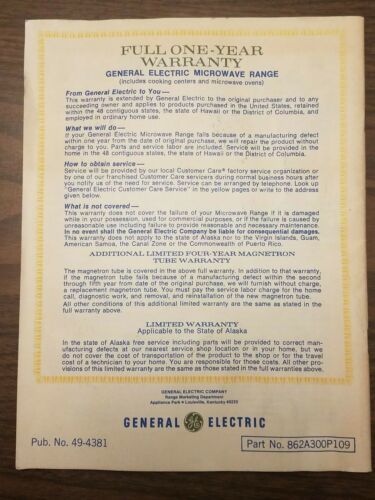 FULL ONE-YEAR
WARRANTY
GENERAL ELECTRIC MICROWAVE RANGE
(includes cooking centers and microwave ovens)
From General Electric to You—
This warranty is extended by General Electric to the original purchaser and to any
succeeding owner and applies to products purchased in the United States, retained
within the 48 contiguous states, the state of Hawaii or the District of Columbia, and
employed in ordinary home use.
What we will do—
If your General Electric Microwave Range fails because of a manufacturing defect
within one year from the date of original purchase, we will repair the product without
charge to you. Parts and service labor are included. Service will be provided in
the home in the 48 contiguous states, the state of Hawaii or the District of Columbia.
How to obtain service—
Service will be provided by our local Customer Care® factory service organization or
by one of our franchised Customer Care servicers during normal business hours after
you notify us of the need for service. Service can be arranged by telephone. Look up
"General Electric Customer Care Service" in the yellow pages or write to the address
given below.
What is not covered—
This warranty does not cover the failure of your Microwave Range if it is damaged
while in your possession, used for commercial purposes, or if the failure is caused by
unreasonable use including failure to provide reasonable and necessary maintenance.
In no event shall the General Electric Company be liable for consequential damages.
This warranty does not apply to the state of Alaska nor to the Virgin Islands, Guam,
American Samoa, the Canal Zone or the Commonwealth of Puerto Rico.
ADDITIONAL LIMITED FOUR-YEAR MAGNETRON
TUBE WARRANTY
The magnetron tube is covered in the above full warranty. In addition to that warranty,
if the magnetron tube fails because of a manufacturing defect within the second
through fifth year from date of the original purchase, we will furnish without charge,
a replacement magnetron tube. You must pay the service labor charge for the home
call, diagnostic work, and removal, and reinstallation of the new magnetron tube.
All other conditions of this additional limited warranty are the same as stated in the
full warranty above.
LIMITED WARRANTY
Applicable to the State of Alaska
In the state of Alaska free service including parts will be provided to correct man-
ufacturing defects at our nearest service shop location or in your home, but we
do not cover the cost of transportation of the product to the shop or for the travel
cost of a technician to your home. You are responsible for those costs. All other pro-
visions of this limited warranty are the same as those stated in the full warranties above.
GENERAL ELECTRIC COMPANY
Range Marketing Department
Appliance Park • Louisville, Kentucky 40225
GENERAL GE ELECTRIC
Pub. No. 49-4381
Part No. 862A300P109